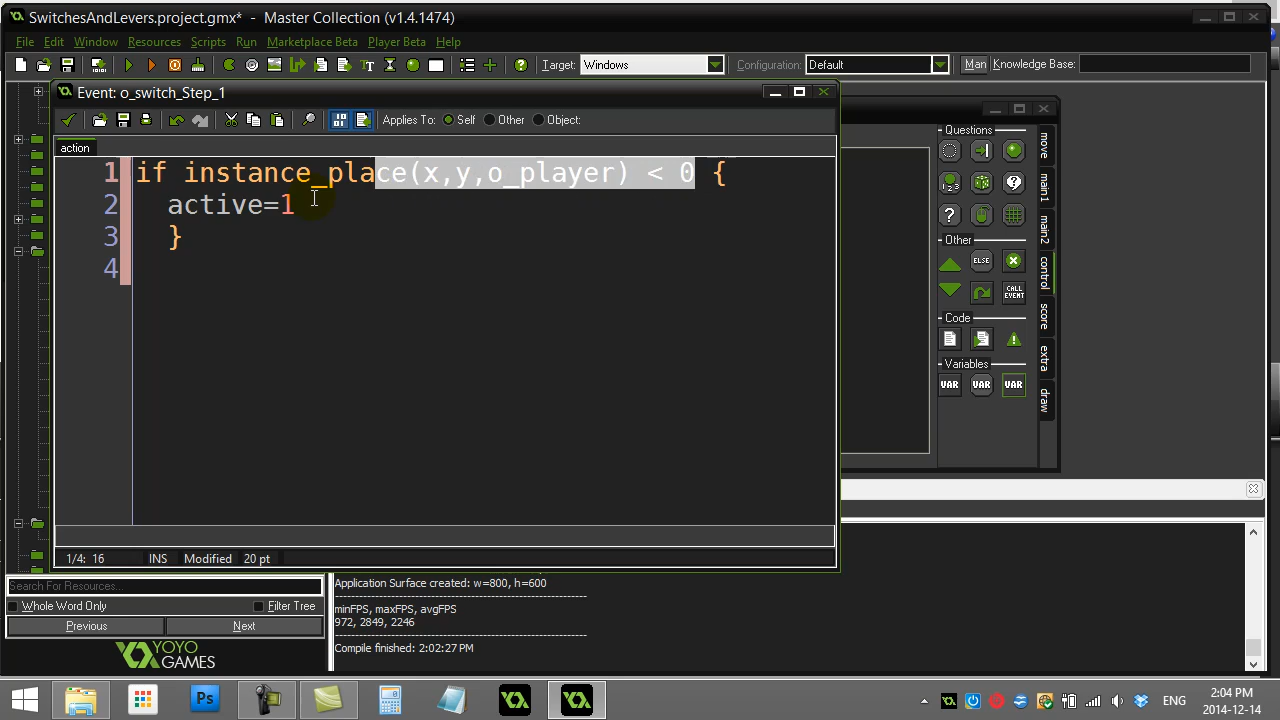 SwitchesAndLevers.project.gmx* - Master Collection (v1.4.1474)
File Edit Window Resources Scripts Run Marketplace Beta Player Beta Help
Target: Windows Configuration: Default Man Knowledge Base:
Event: o_switch_Step_1
Applies To: Self Other Object:
action
1 if instance_place(x,y,o_player) < 0 {
2 active=1
3 }
4
1/4: 16 INS Modified 20 pt
Questions
Other
ELSE
CALL EVENT
Code
Variables
VAR VAR VAR
move
main1
main2
control
score
extra
draw
Search For Resources...
Whole Word Only Filter Tree
Previous Next
YOYO GAMES
Application Surface created: w=800, h=600
minFPS, maxFPS, avgFPS
972, 2849, 2246
Compile finished: 2:02:27 PM
Ps
ENG
2:04 PM
2014-12-14